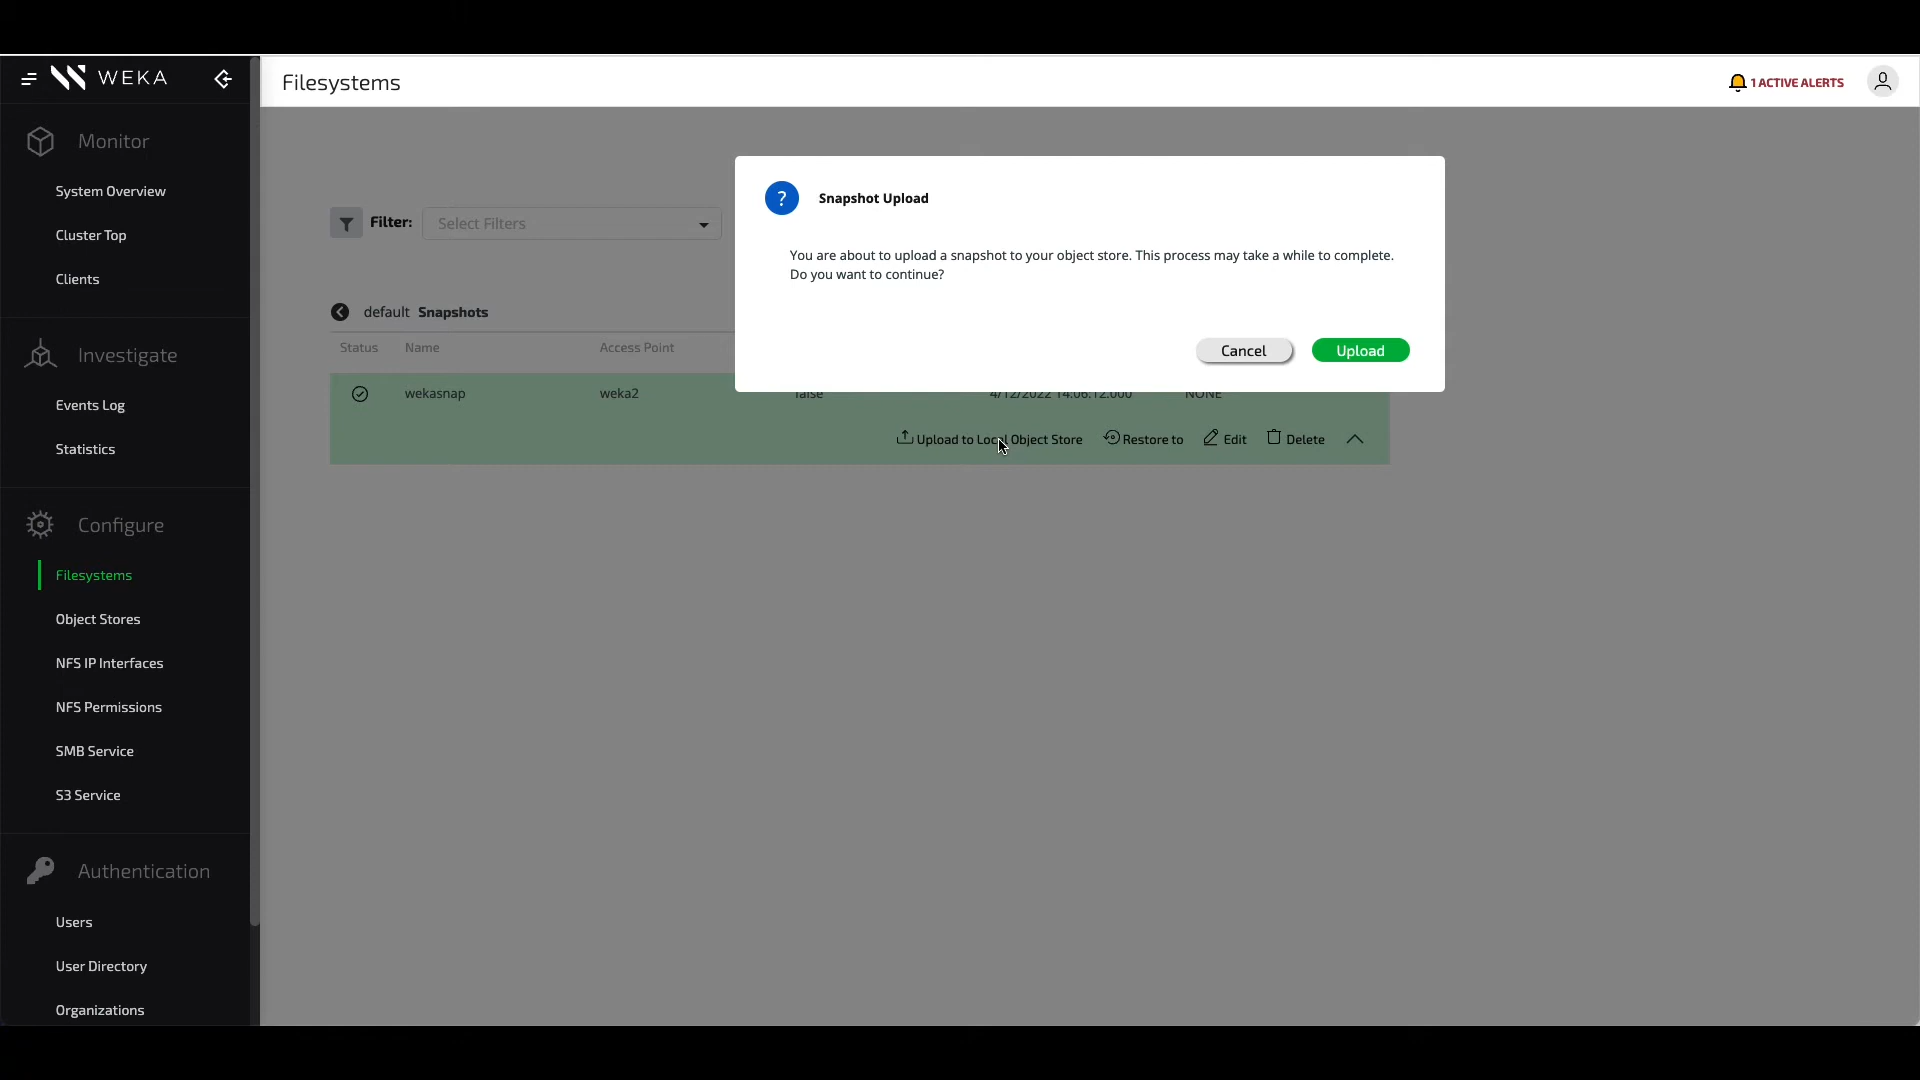 WEKA
Filesystems
1 ACTIVE ALERTS
Monitor
System Overview
Cluster Top
Clients
Investigate
Events Log
Statistics
Configure
Filesystems
Object Stores
NFS IP Interfaces
NFS Permissions
SMB Service
S3 Service
Authentication
Users
User Directory
Organizations
Filter: Select Filters
default Snapshots
Status Name Access Point
wekasnap weka2 false 4/12/2022 14:06:12.000 NONE
Upload to Local Object Store Restore to Edit Delete
? Snapshot Upload
You are about to upload a snapshot to your object store. This process may take a while to complete.
Do you want to continue?
Cancel Upload